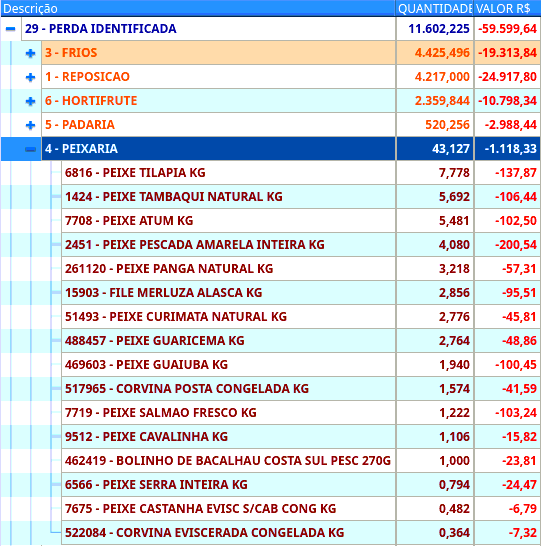 Descrição QUANTIDADE VALOR R$
29 - PERDA IDENTIFICADA 11.602,225 -59.599,64
3 - FRIOS 4.425,496 -19.313,84
1 - REPOSICAO 4.217,000 -24.917,80
6 - HORTIFRUTE 2.359,844 -10.798,34
5 - PADARIA 520,256 -2.988,44
4 - PEIXARIA 43,127 -1.118,33
6816 - PEIXE TILAPIA KG 7,778 -137,87
1424 - PEIXE TAMBAQUI NATURAL KG 5,692 -106,44
7708 - PEIXE ATUM KG 5,481 -102,50
2451 - PEIXE PESCADA AMARELA INTEIRA KG 4,080 -200,54
261120 - PEIXE PANGA NATURAL KG 3,218 -57,31
15903 - FILE MERLUZA ALASCA KG 2,856 -95,51
51493 - PEIXE CURIMATA NATURAL KG 2,776 -45,81
488457 - PEIXE GUARICEMA KG 2,764 -48,86
469603 - PEIXE GUAIUBA KG 1,940 -100,45
517965 - CORVINA POSTA CONGELADA KG 1,574 -41,59
7719 - PEIXE SALMAO FRESCO KG 1,222 -103,24
9512 - PEIXE CAVALINHA KG 1,106 -15,82
462419 - BOLINHO DE BACALHAU COSTA SUL PESC 270G 1,000 -23,81
6566 - PEIXE SERRA INTEIRA KG 0,794 -24,47
7675 - PEIXE CASTANHA EVISC S/CAB CONG KG 0,482 -6,79
522084 - CORVINA EVISCERADA CONGELADA KG 0,364 -7,32